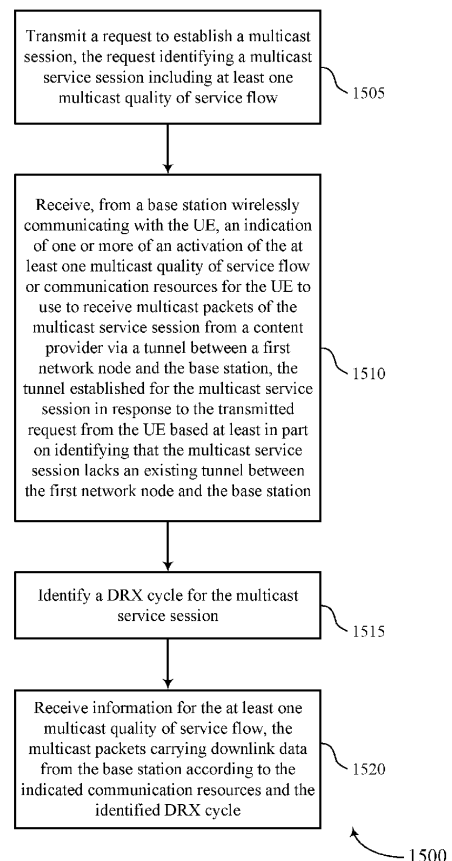 Transmit a request to establish a multicast
session, the request identifying a multicast
service session including at least one
multicast quality of service flow
1505
Receive, from a base station wirelessly
communicating with the UE, an indication
of one or more of an activation of the at
least one multicast quality of service flow
or communication resources for the UE to
use to receive multicast packets of the
multicast service session from a content
provider via a tunnel between a first
network node and the base station, the
tunnel established for the multicast service
session in response to the transmitted
request from the UE based at least in part
on identifying that the multicast service
session lacks an existing tunnel between
the first network node and the base station
1510
Identify a DRX cycle for the multicast
service session
1515
Receive information for the at least one
multicast quality of service flow, the
multicast packets carrying downlink data
from the base station according to the
indicated communication resources and the
identified DRX cycle
1520
1500